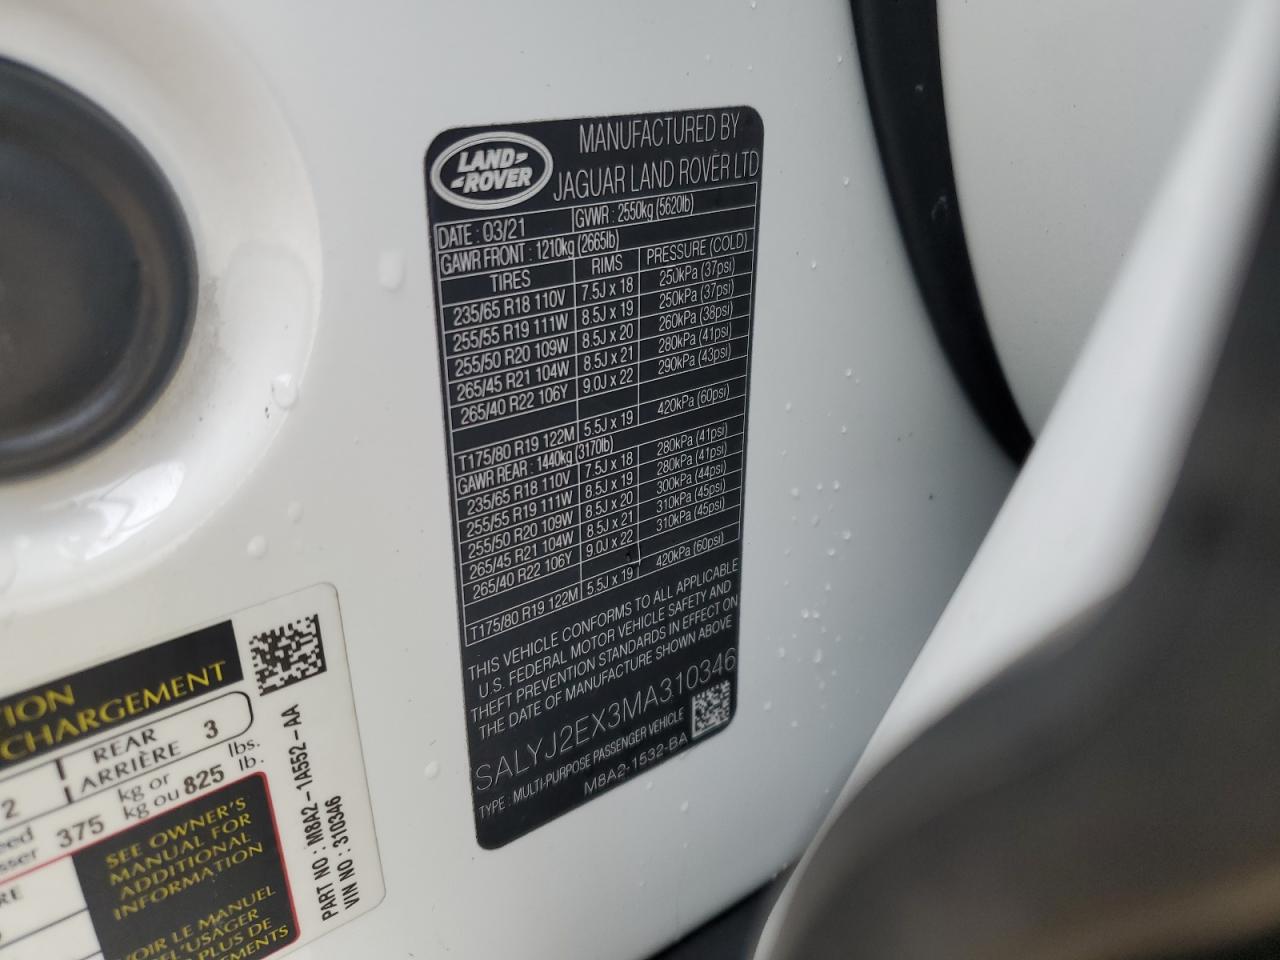 LAND-
-ROVER
MANUFACTURED BY
JAGUAR LAND ROVER LTD
DATE : 03/21 GVWR : 2550kg (5620lb)
GAWR FRONT : 1210kg (2665lb)
TIRES RIMS PRESSURE (COLD)
235/65 R18 110V 7.5J x 18 250kPa (37psi)
255/55 R19 111W 8.5J x 19 250kPa (37psi)
255/50 R20 109W 8.5J x 20 260kPa (38psi)
265/45 R21 104W 8.5J x 21 280kPa (41psi)
265/40 R22 106Y 9.0J x 22 290kPa (43psi)
T175/80 R19 122M 5.5J x 19 420kPa (60psi)
GAWR REAR : 1440kg (3170lb)
235/65 R18 110V 7.5J x 18 280kPa (41psi)
255/55 R19 111W 8.5J x 19 280kPa (41psi)
255/50 R20 109W 8.5J x 20 300kPa (44psi)
265/45 R21 104W 8.5J x 21 310kPa (45psi)
265/40 R22 106Y 9.0J x 22 310kPa (45psi)
T175/80 R19 122M 5.5J x 19 420kPa (60psi)
THIS VEHICLE CONFORMS TO ALL APPLICABLE
U.S. FEDERAL MOTOR VEHICLE SAFETY AND
THEFT PREVENTION STANDARDS IN EFFECT ON
THE DATE OF MANUFACTURE SHOWN ABOVE
SALYJ2EX3MA310346
TYPE : MULTI-PURPOSE PASSENGER VEHICLE
M8A2-1532-BA
CHARGEMENT
2 REAR 3
ARRIÈRE
375 kg or 825 lbs.
kg ou lb.
SEE OWNER'S
MANUAL FOR
ADDITIONAL
INFORMATION
VOIR LE MANUEL
DE L'USAGER
PLUS DE
PART NO : M8A2-1A552-AA
VIN NO : 310346